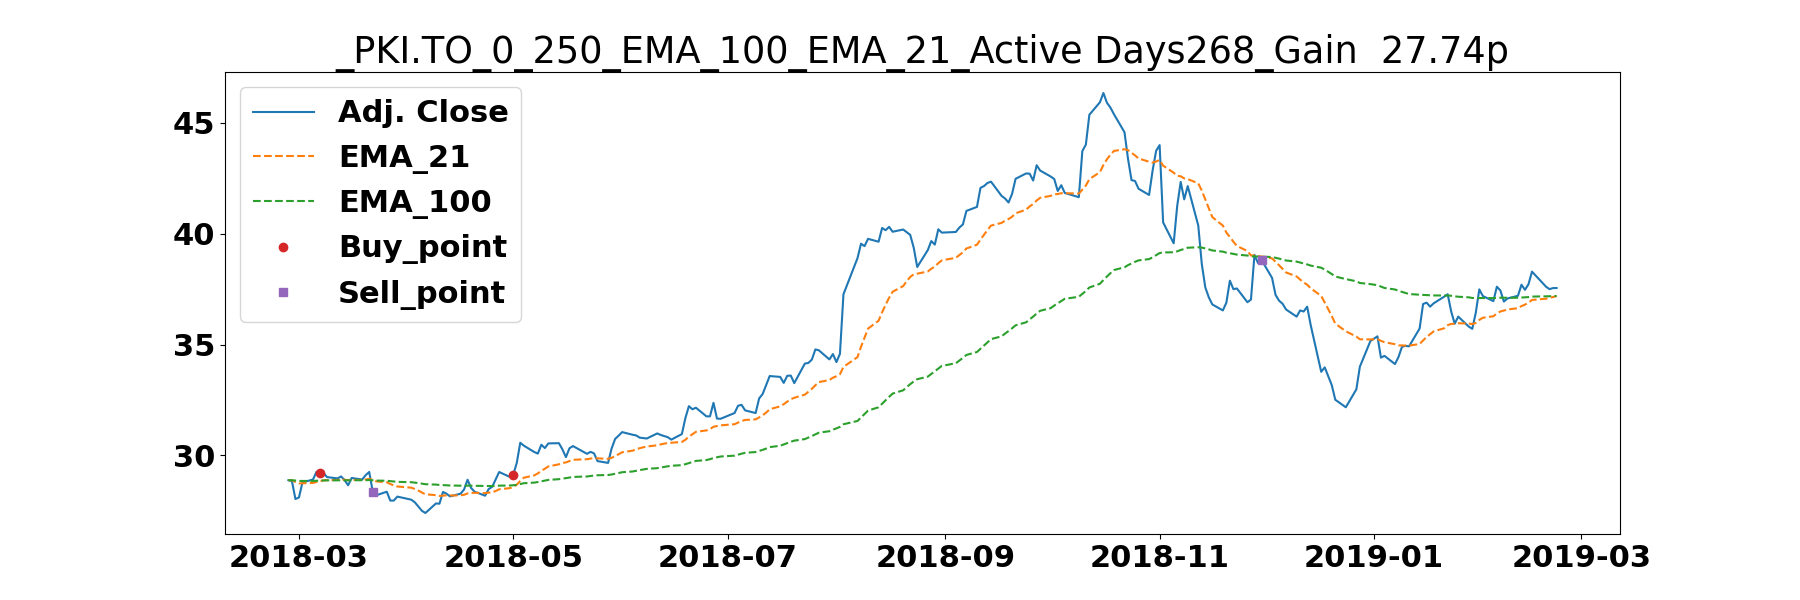 _PKI.TO_0_250_EMA_100_EMA_21_Active Days268_Gain  27.74p
Adj. Close
EMA_21
EMA_100
Buy_point
Sell_point
45
40
35
30
2018-03 2018-05 2018-07 2018-09 2018-11 2019-01 2019-03